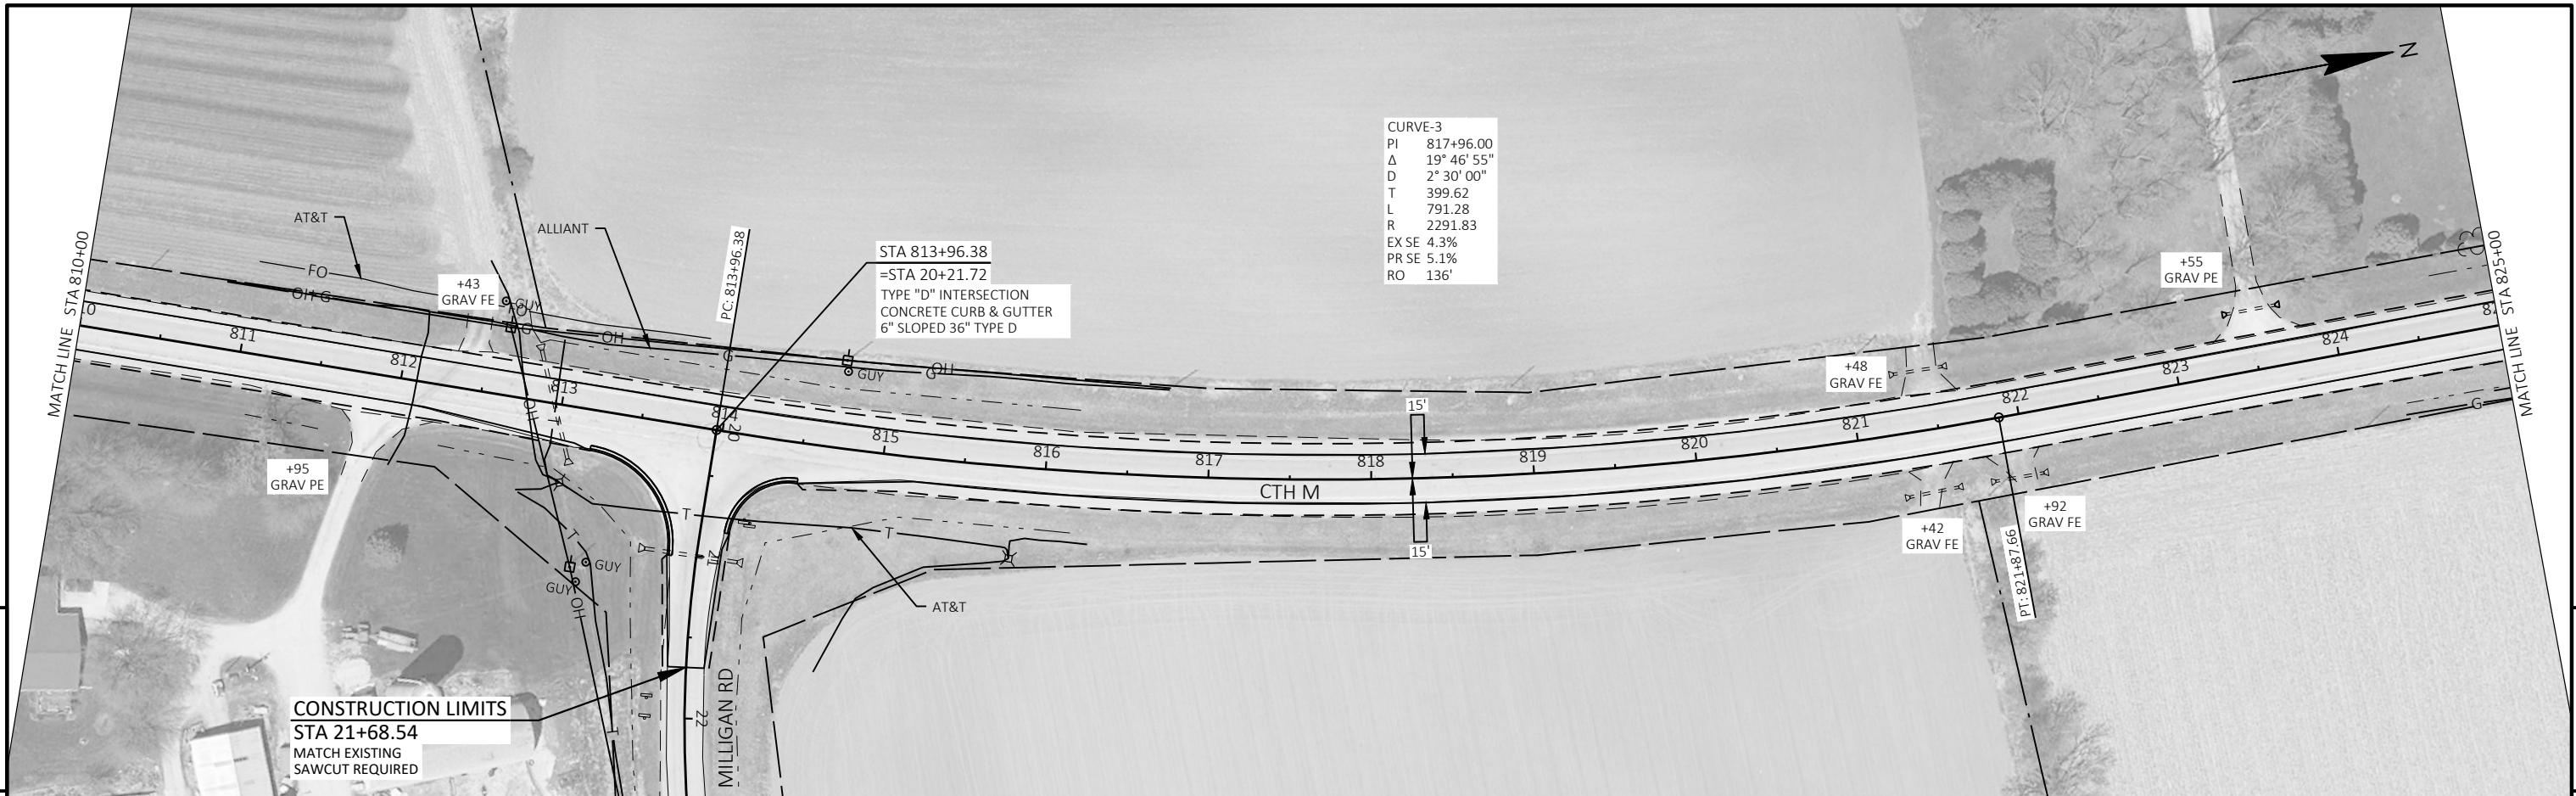 N
MATCH LINE STA 810+00
MATCH LINE STA 825+00
CURVE-3
PI 817+96.00
Δ 19° 46' 55"
D 2° 30' 00"
T 399.62
L 791.28
R 2291.83
EX SE 4.3%
PR SE 5.1%
RO 136'
AT&T
ALLIANT
FO
OH G
+43
GRAV FE
GUY
FO
G
OH
G
OH
G
GUY
PC: 813+96.38
STA 813+96.38
=STA 20+21.72
TYPE "D" INTERSECTION
CONCRETE CURB & GUTTER
6" SLOPED 36" TYPE D
+55
GRAV PE
+48
GRAV FE
811
812
813
814
815
816
817
818
819
820
821
822
823
824
20
21
22
15'
15'
CTH M
+95
GRAV PE
OH
T
T
T
T
GUY
GUY
OH
AT&T
G
+42
GRAV FE
+92
GRAV FE
PT: 821+87.66
MILLIGAN RD
CONSTRUCTION LIMITS
STA 21+68.54
MATCH EXISTING
SAWCUT REQUIRED